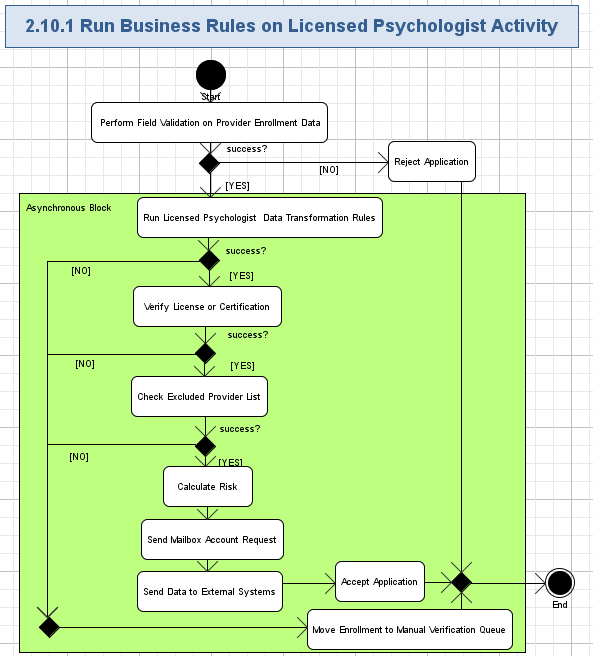 2.10.1 Run Business Rules on Licensed Psychologist Activity
Start
Perform Field Validation on Provider Enrollment Data
success?
[NO]
Reject Application
[YES]
Asynchronous Block
Run Licensed Psychologist Data Transformation Rules
success?
[NO]
[YES]
Verify License or Certification
success?
[NO]
[YES]
Check Excluded Provider List
success?
[NO]
[YES]
Calculate Risk
Send Mailbox Account Request
Send Data to External Systems
Accept Application
End
Move Enrollment to Manual Verification Queue